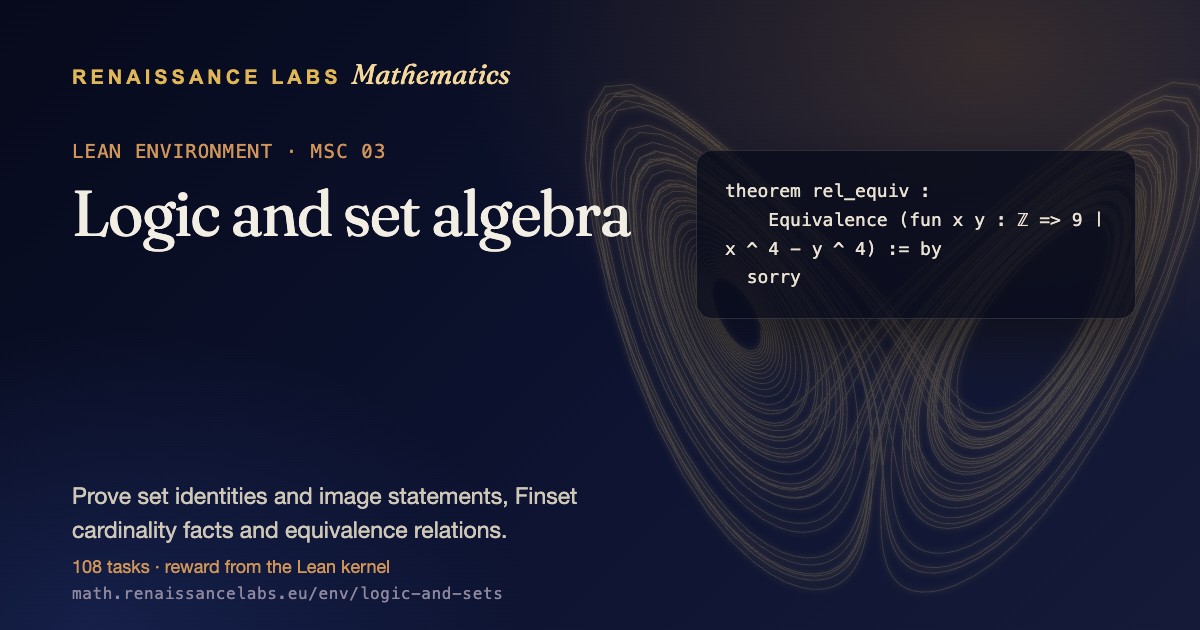 RENAISSANCE LABS Mathematics
LEAN ENVIRONMENT · MSC 03
Logic and set algebra
theorem rel_equiv :
    Equivalence (fun x y : ℤ => 9 ∣
x ^ 4 - y ^ 4) := by
  sorry
Prove set identities and image statements, Finset
cardinality facts and equivalence relations.
108 tasks · reward from the Lean kernel
math.renaissancelabs.eu/env/logic-and-sets